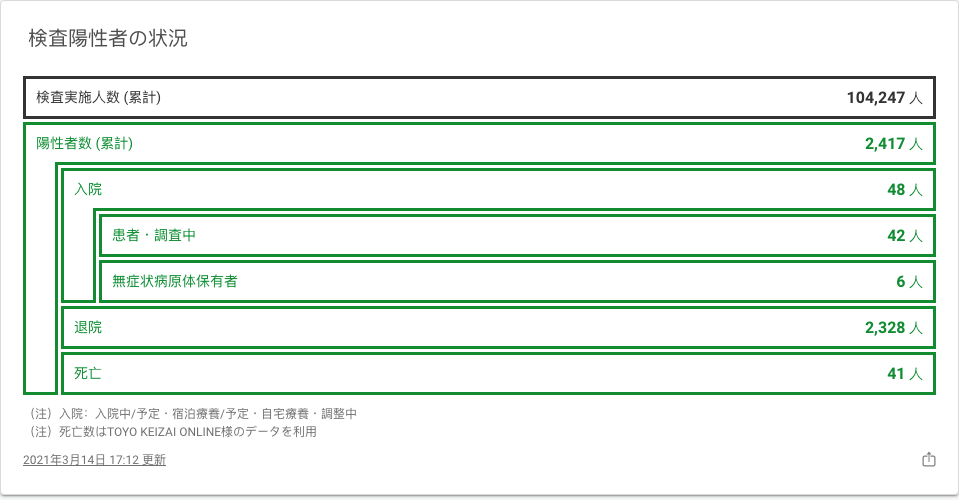 検査陽性者の状況
検査実施人数 (累計) 104,247 人
陽性者数 (累計) 2,417 人
入院 48 人
患者・調査中 42 人
無症状病原体保有者 6 人
退院 2,328 人
死亡 41 人
（注）入院：入院中/予定・宿泊療養/予定・自宅療養・調整中
（注）死亡数はTOYO KEIZAI ONLINE様のデータを利用
2021年3月14日 17:12 更新